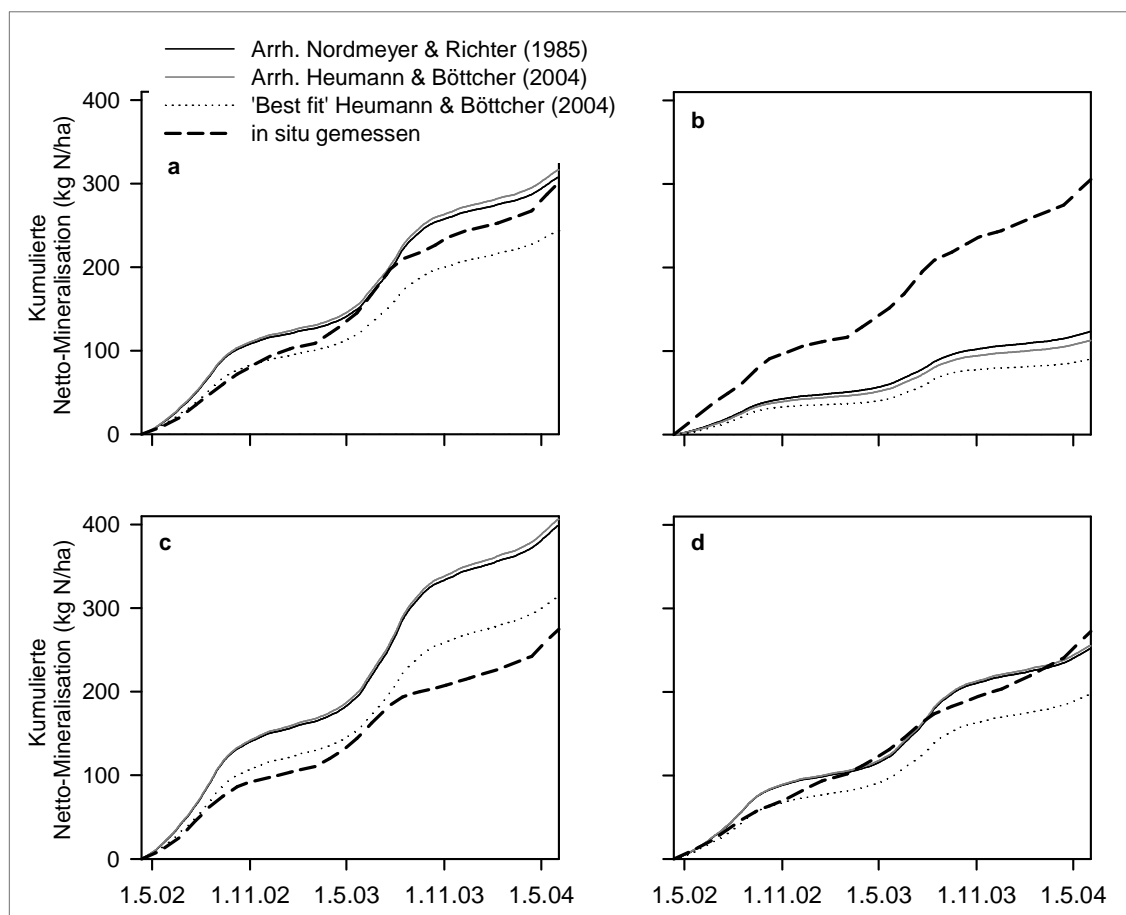 Arrh. Nordmeyer & Richter (1985)
Arrh. Heumann & Böttcher (2004)
'Best fit' Heumann & Böttcher (2004)
in situ gemessen
Kumulierte
Netto-Mineralisation (kg N/ha)
400
300
200
100
0
a
b
Kumulierte
Netto-Mineralisation (kg N/ha)
400
300
200
100
0
c
d
1.5.02 1.11.02 1.5.03 1.11.03 1.5.04
1.5.02 1.11.02 1.5.03 1.11.03 1.5.04